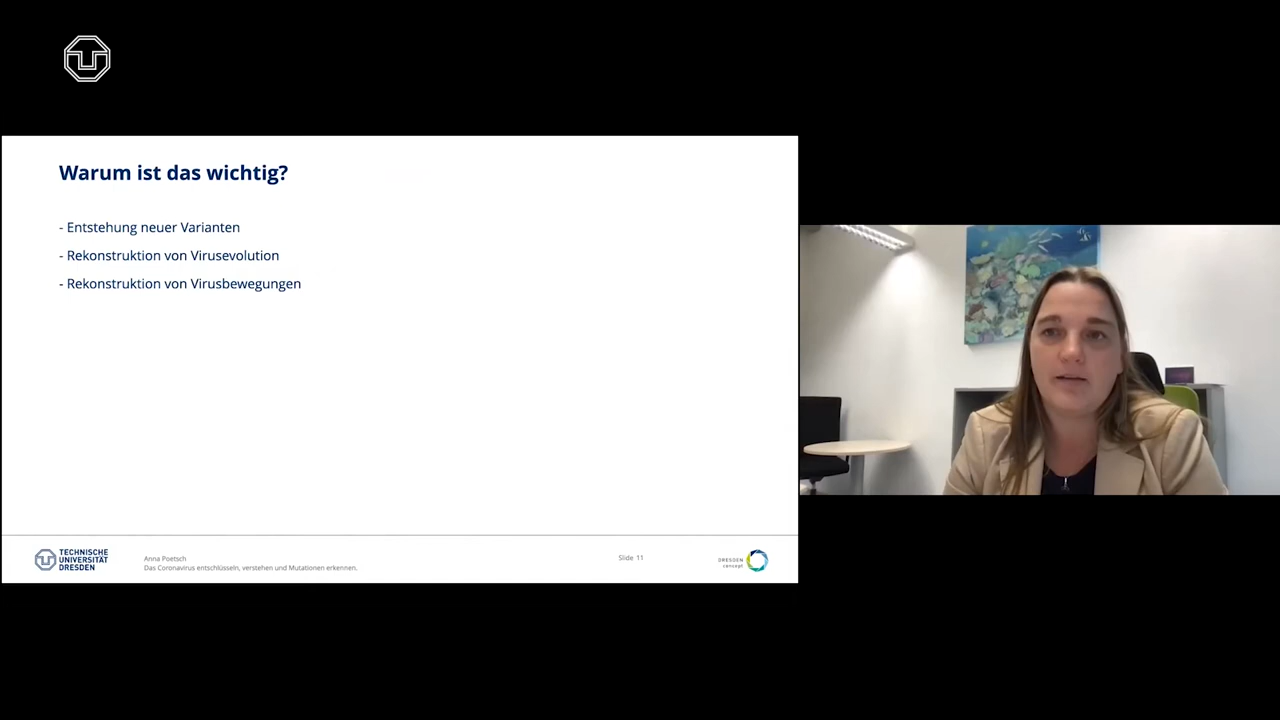 Warum ist das wichtig?
- Entstehung neuer Varianten
- Rekonstruktion von Virusevolution
- Rekonstruktion von Virusbewegungen
TECHNISCHE
UNIVERSITÄT
DRESDEN
Anna Poetsch
Das Coronavirus entschlüsseln, verstehen und Mutationen erkennen.
Slide 11
DRESDEN
concept